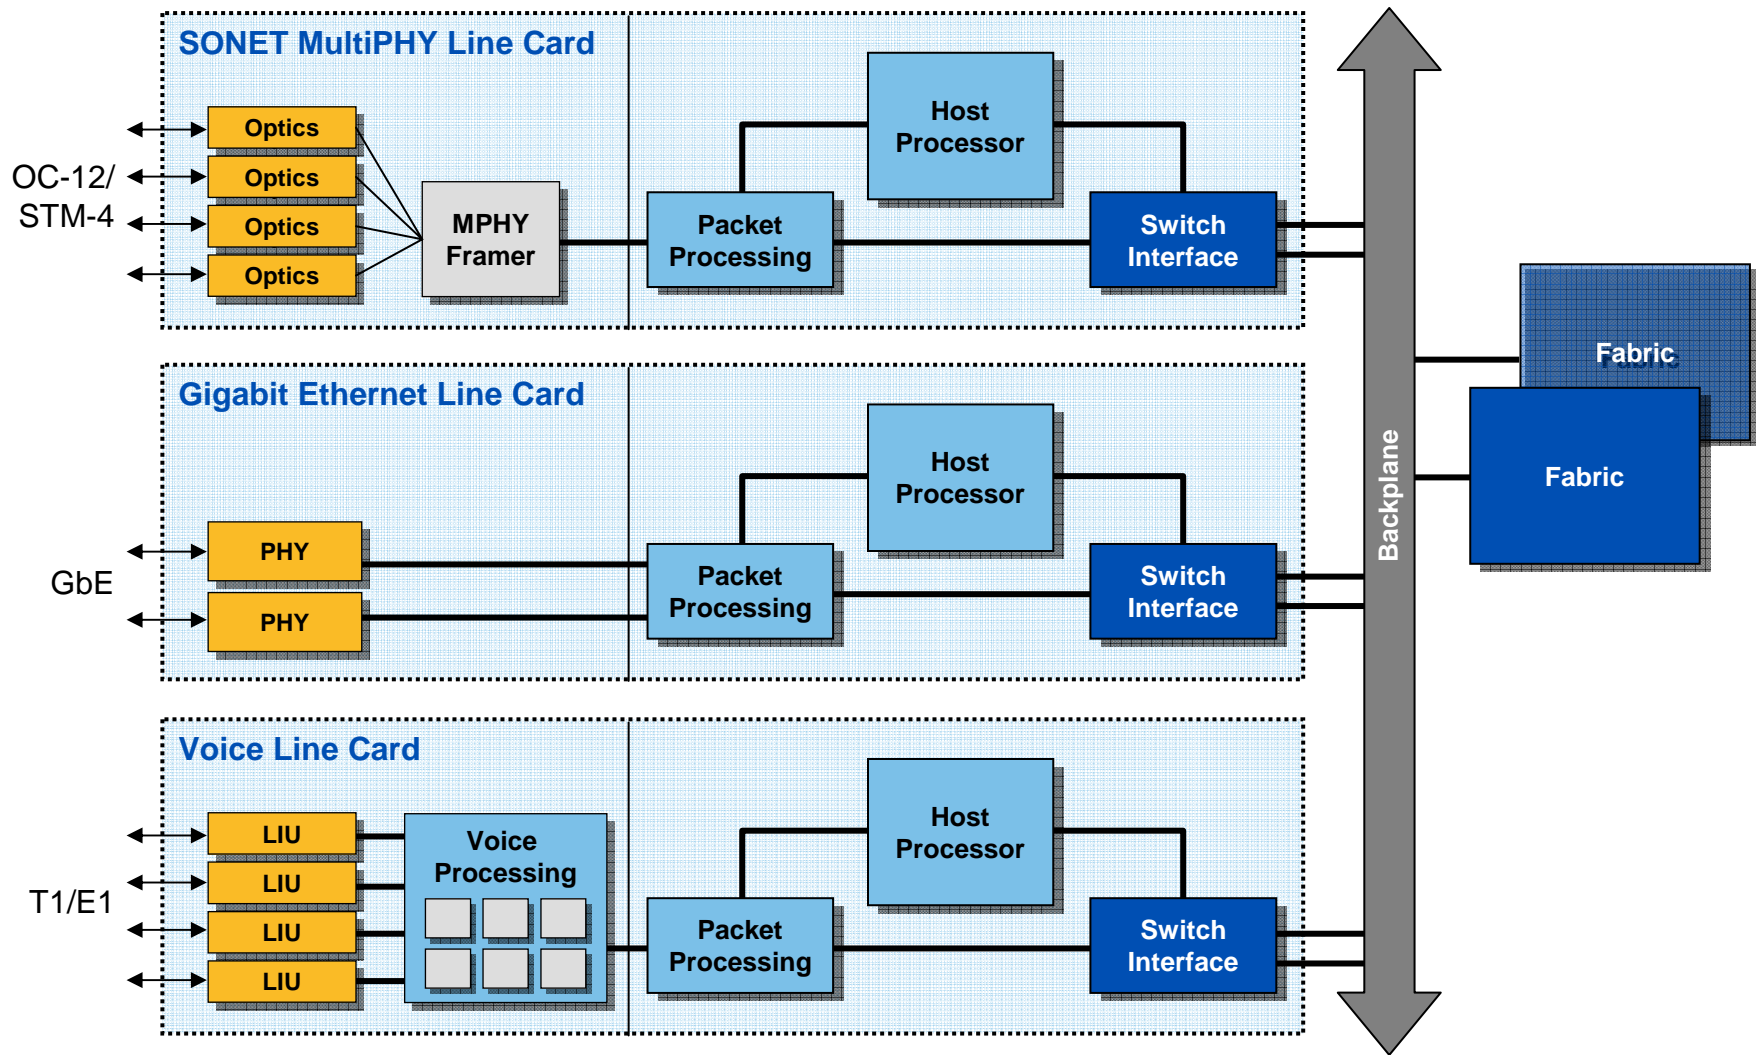 SONET MultiPHY Line Card
OC-12/
STM-4
Optics
Optics
Optics
Optics
MPHY
Framer
Packet
Processing
Host
Processor
Switch
Interface
Gigabit Ethernet Line Card
GbE
PHY
PHY
Packet
Processing
Host
Processor
Switch
Interface
Voice Line Card
T1/E1
LIU
LIU
LIU
LIU
Voice
Processing
Packet
Processing
Host
Processor
Switch
Interface
Backplane
Fabric
Fabric